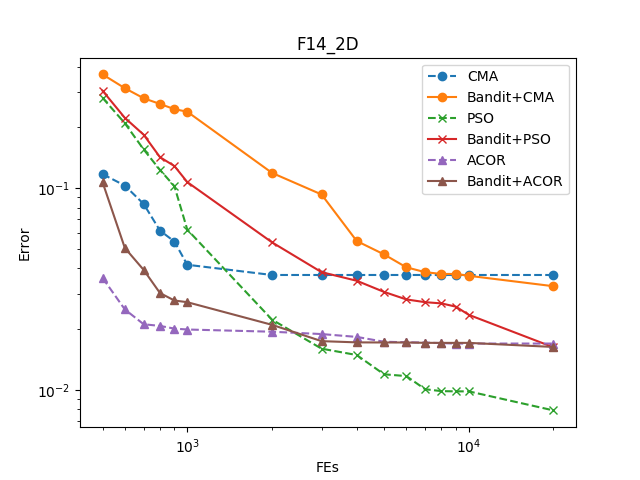 F14_2D
CMA
Bandit+CMA
PSO
Bandit+PSO
ACOR
Bandit+ACOR
Error
10⁻¹
10⁻²
10³
10⁴
FEs